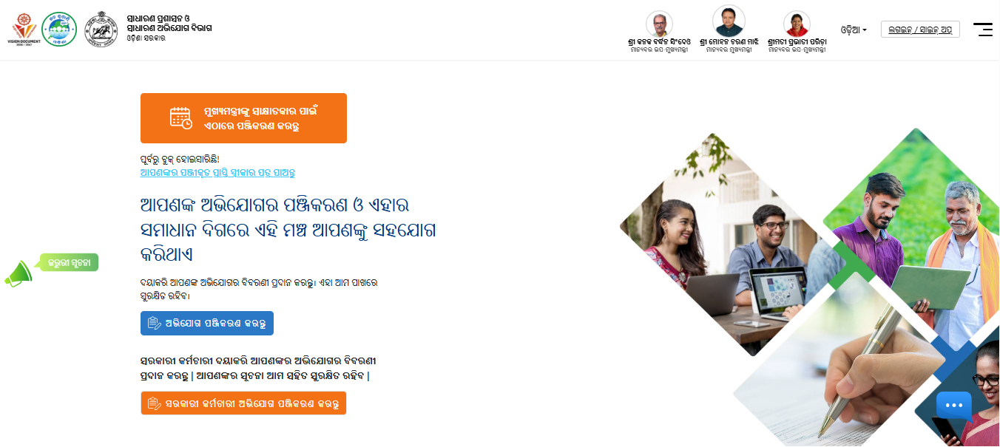 VISION DOCUMENT
2036 / 2047
ସାଧାରଣ ପ୍ରଶାସନ ଓ
ସାଧାରଣ ଅଭିଯୋଗ ବିଭାଗ
ଓଡ଼ିଶା ସରକାର
ଶ୍ରୀ କନକ ବର୍ଦ୍ଧନ ସିଂଦେଓ
ମାନ୍ୟବର ଉପ-ମୁଖ୍ୟମନ୍ତ୍ରୀ
ଶ୍ରୀ ମୋହନ ଚରଣ ମାଝି
ମାନ୍ୟବର ମୁଖ୍ୟମନ୍ତ୍ରୀ
ଶ୍ରୀମତୀ ପ୍ରଭାତୀ ପରିଡ଼ା
ମାନ୍ୟବର ଉପ-ମୁଖ୍ୟମନ୍ତ୍ରୀ
ଓଡ଼ିଆ
ଲଗଇନ୍ / ସାଇନ୍ ଅପ୍
ମୁଖ୍ୟମନ୍ତ୍ରୀଙ୍କୁ ସାକ୍ଷାତକାର ପାଇଁ
ଏଠାରେ ପଞ୍ଜିକରଣ କରନ୍ତୁ
ପୂର୍ବରୁ ବୁକ୍ ହୋଇସାରିଛି!
ଆପଣଙ୍କର ପଞ୍ଜୀକୃତ ପ୍ରାପ୍ତି ସ୍ୱୀକାର ପତ୍ର ପାଆନ୍ତୁ
ଆପଣଙ୍କ ଅଭିଯୋଗର ପଞ୍ଜିକରଣ ଓ ଏହାର
ସମାଧାନ ଦିଗରେ ଏହି ମଞ୍ଚ ଆପଣଙ୍କୁ ସହଯୋଗ
କରିଥାଏ
ଜରୁରୀ ସୂଚନା
ଦୟାକରି ଆପଣଙ୍କ ଅଭିଯୋଗର ବିବରଣୀ ପ୍ରଦାନ କରନ୍ତୁ। ଏହା ଆମ ପାଖରେ
ସୁରକ୍ଷିତ ରହିବ।
ଅଭିଯୋଗ ପଞ୍ଜିକରଣ କରନ୍ତୁ
ସରକାରୀ କର୍ମଚାରୀ ଦୟାକରି ଆପଣଙ୍କର ଅଭିଯୋଗର ବିବରଣୀ
ପ୍ରଦାନ କରନ୍ତୁ | ଆପଣଙ୍କର ସୂଚନା ଆମ ସହିତ ସୁରକ୍ଷିତ ରହିବ |
ସରକାରୀ କର୍ମଚାରୀ ଅଭିଯୋଗ ପଞ୍ଜିକରଣ କରନ୍ତୁ